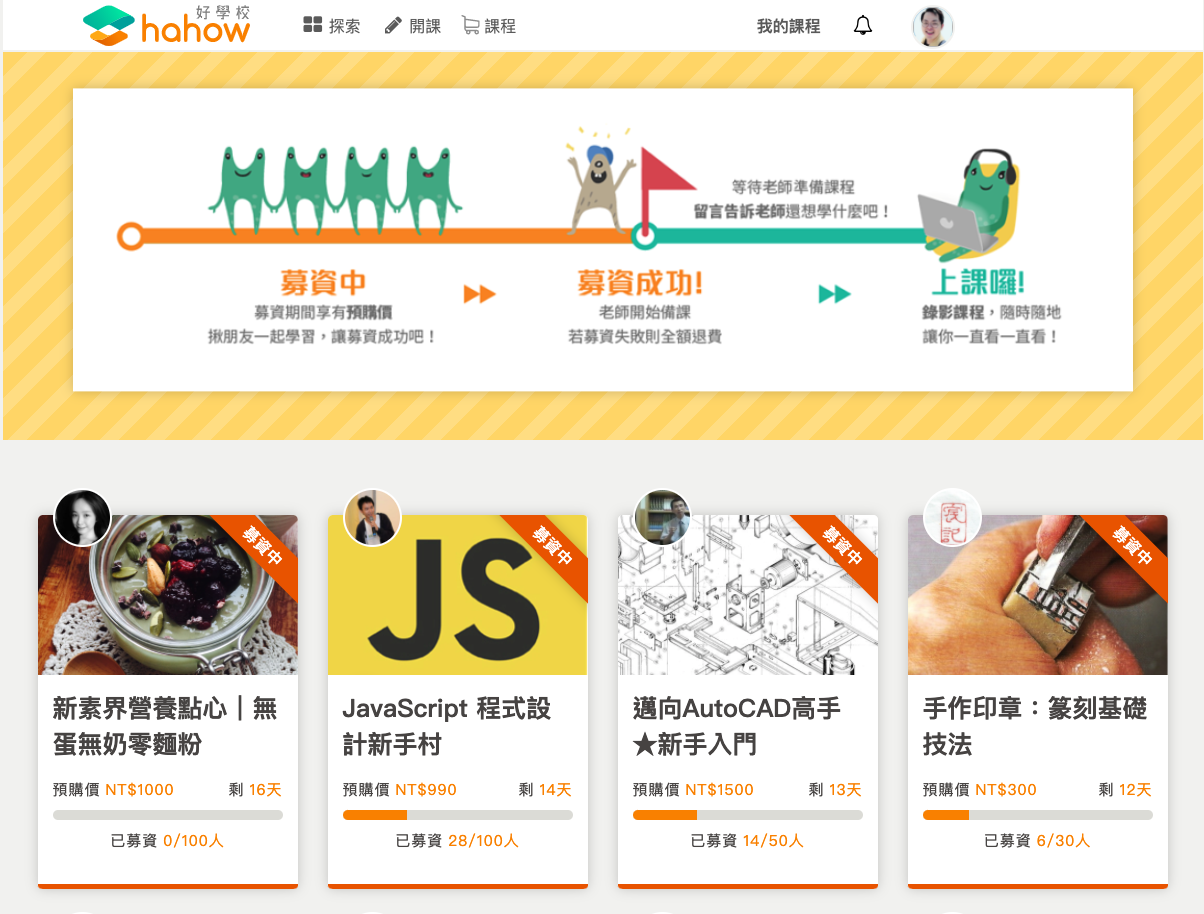 好學校
hahow
探索 開課 課程 我的課程
等待老師準備課程
留言告訴老師還想學什麼吧！
募資中 募資成功! 上課囉!
募資期間享有預購價 老師開始備課 錄影課程，隨時隨地
揪朋友一起學習，讓募資成功吧！ 若募資失敗則全額退費 讓你一直看一直看！
募資中 募資中 募資中 募資中
JS
宸記
新素界營養點心｜無
蛋無奶零麵粉
預購價 NT$1000 剩 16天
已募資 0/100人
JavaScript 程式設
計新手村
預購價 NT$990 剩 14天
已募資 28/100人
邁向AutoCAD高手
★新手入門
預購價 NT$1500 剩 13天
已募資 14/50人
手作印章：篆刻基礎
技法
預購價 NT$300 剩 12天
已募資 6/30人